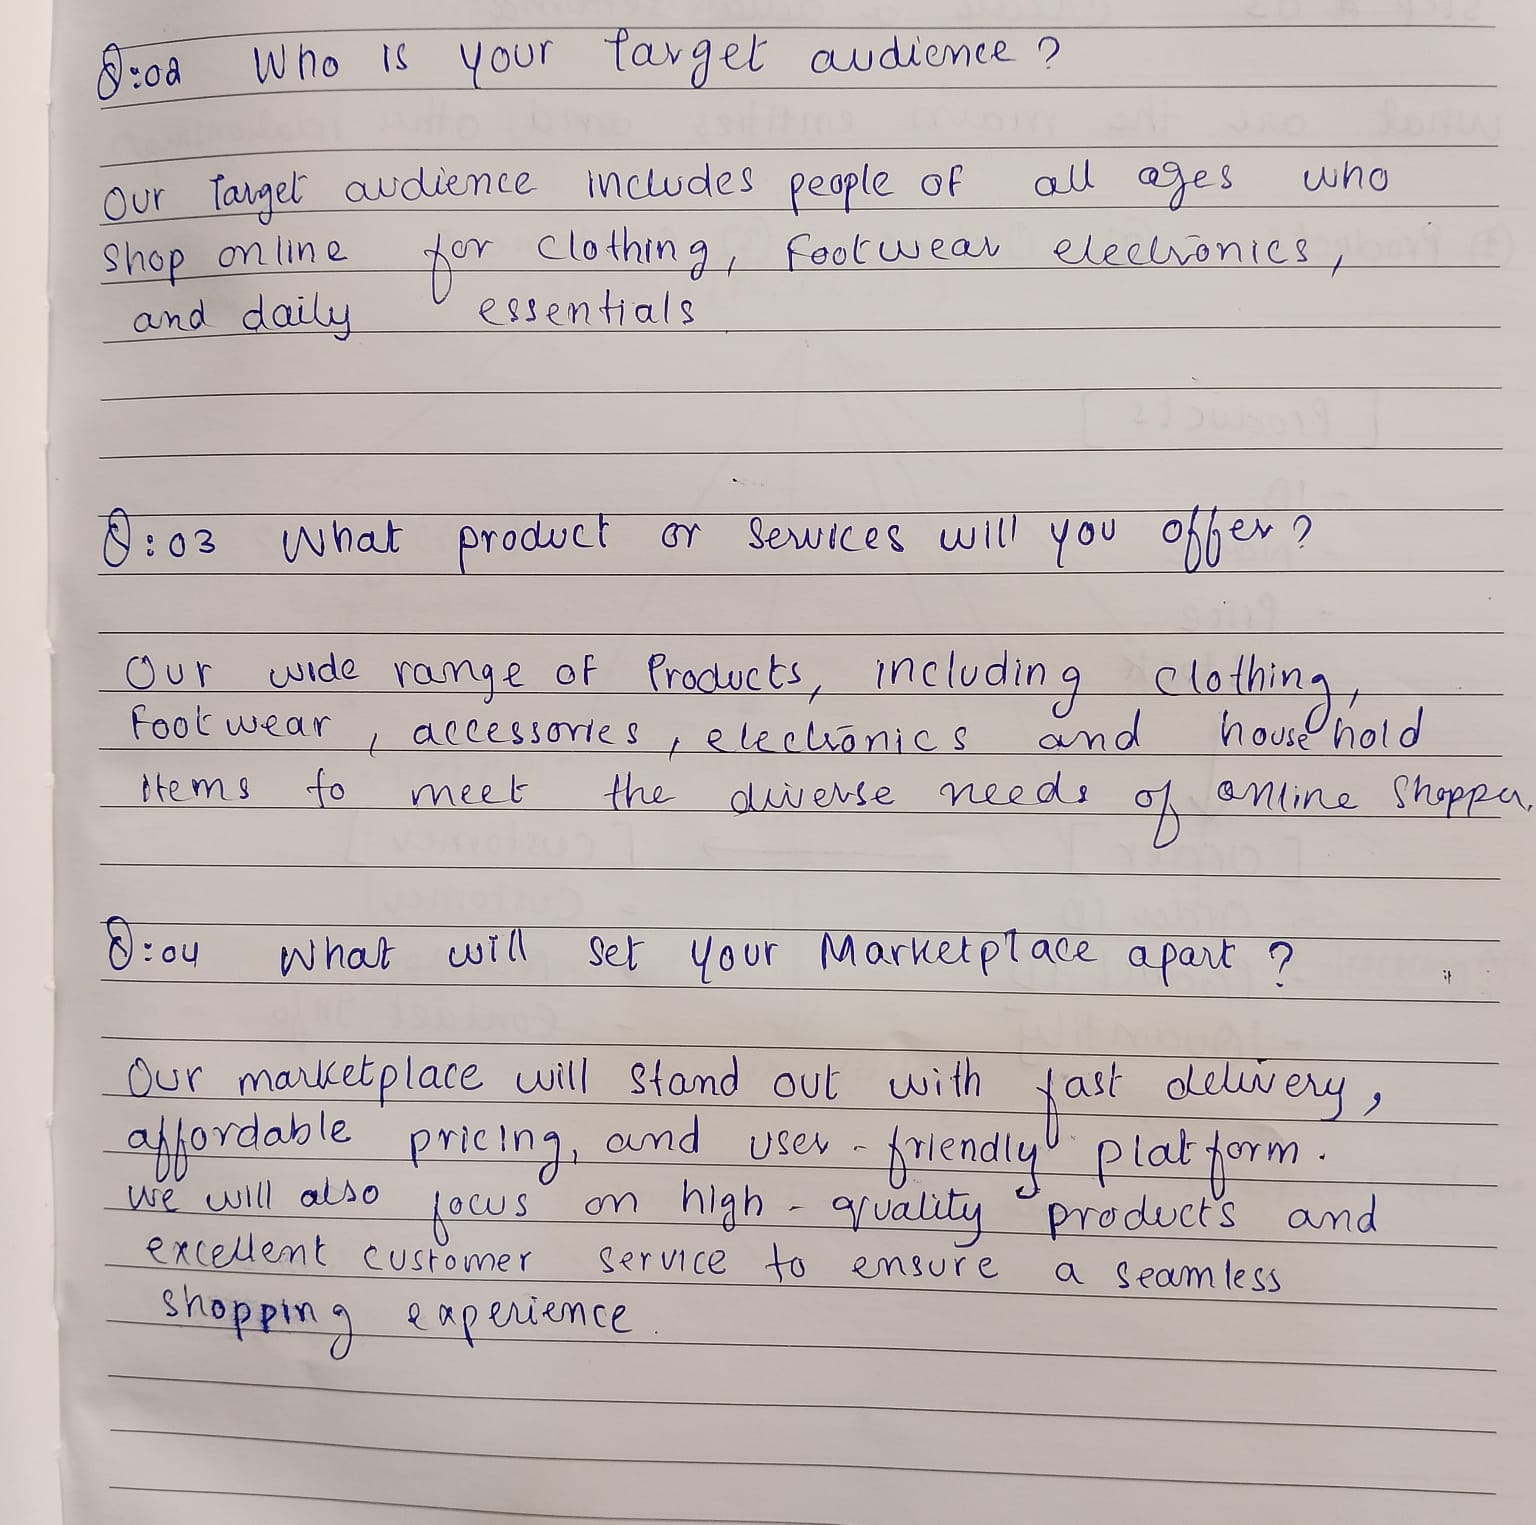 Q:02 Who is your target audience?
Our Target audience includes people of all ages who
shop online for clothing, footwear electronics,
and daily essentials
Q:03 What product or services will you offer?
Our wide range of Products, including clothing,
footwear, accessories, electronics and household
items to meet the diverse needs of online shopper.
Q:04 What will set your Marketplace apart?
Our marketplace will stand out with fast delivery,
affordable pricing, and user-friendly platform.
We will also focus on high-quality products and
excellent customer service to ensure a seamless
shopping experience.